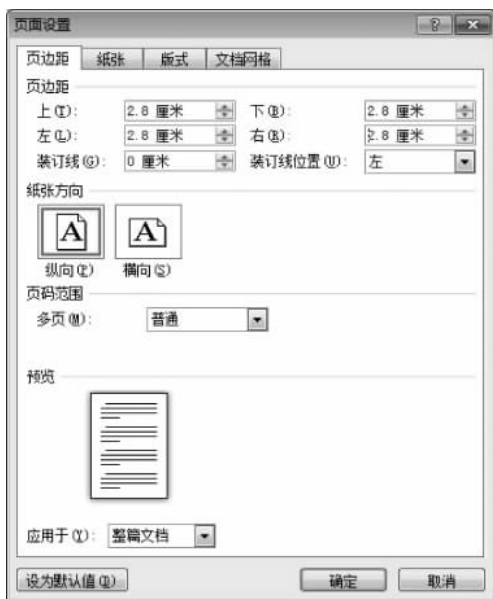 页面设置
页边距 纸张 版式 文档网格
页边距
上(T): 2.8 厘米 下(B): 2.8 厘米
左(L): 2.8 厘米 右(R): 2.8 厘米
装订线(G): 0 厘米 装订线位置(U): 左
纸张方向
A A
纵向(P) 横向(S)
页码范围
多页(M): 普通
预览
应用于(Y): 整篇文档
设为默认值(D) 确定 取消